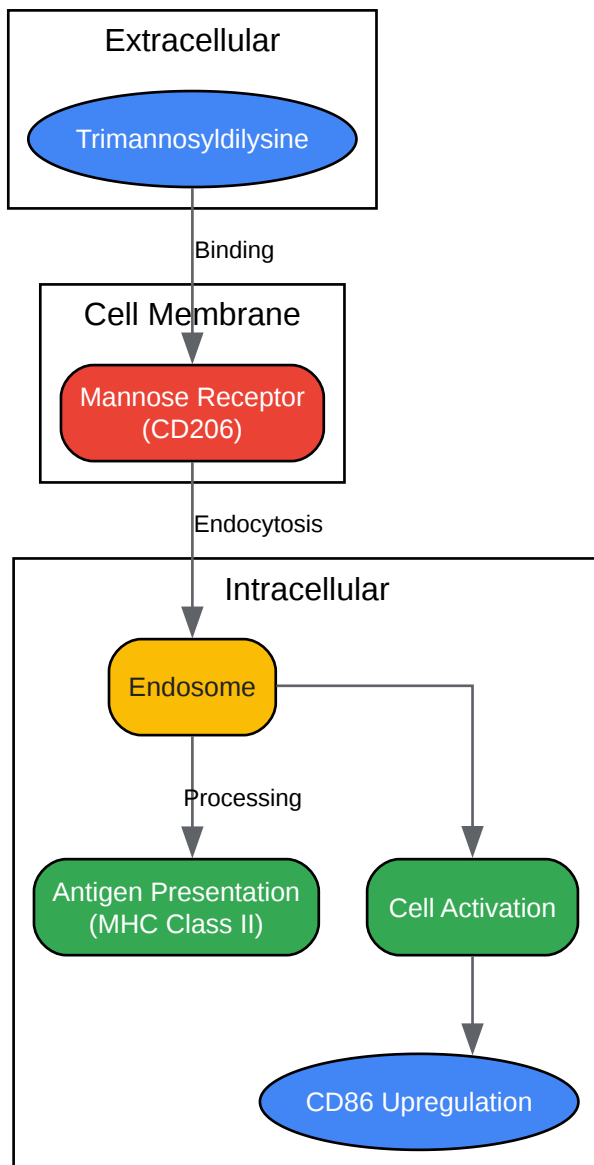 Extracellular
Trimannosyldilysine
Binding
Cell Membrane
Mannose Receptor
(CD206)
Endocytosis
Intracellular
Endosome
Processing
Antigen Presentation
(MHC Class II)
Cell Activation
CD86 Upregulation